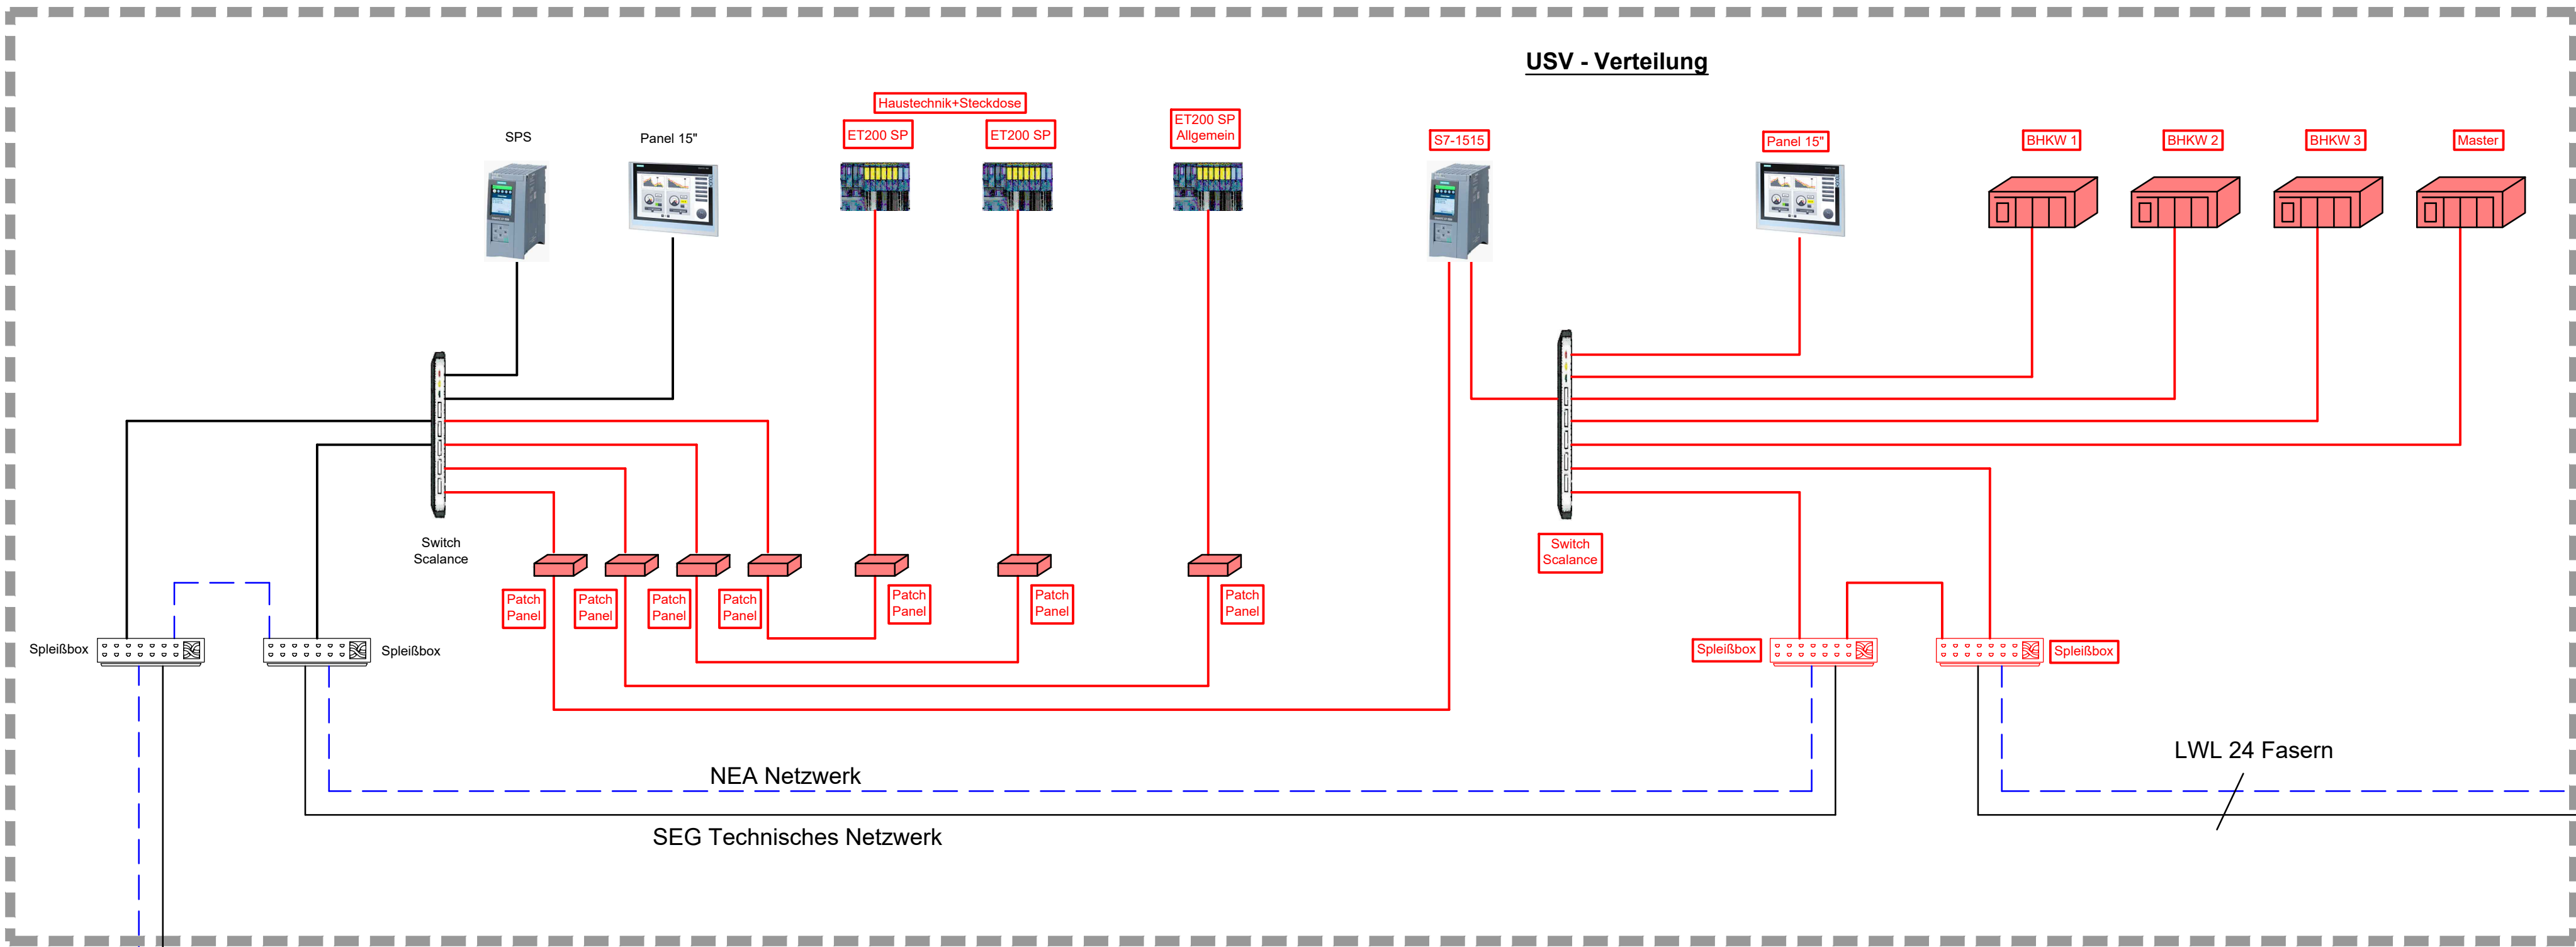 USV - Verteilung
Haustechnik+Steckdose
SPS
Panel 15"
ET200 SP
ET200 SP
ET200 SP
Allgemein
S7-1515
Panel 15"
BHKW 1
BHKW 2
BHKW 3
Master
Switch
Scalance
Switch
Scalance
Patch
Panel
Patch
Panel
Patch
Panel
Patch
Panel
Patch
Panel
Patch
Panel
Patch
Panel
Spleißbox
Spleißbox
Spleißbox
Spleißbox
NEA Netzwerk
SEG Technisches Netzwerk
LWL 24 Fasern